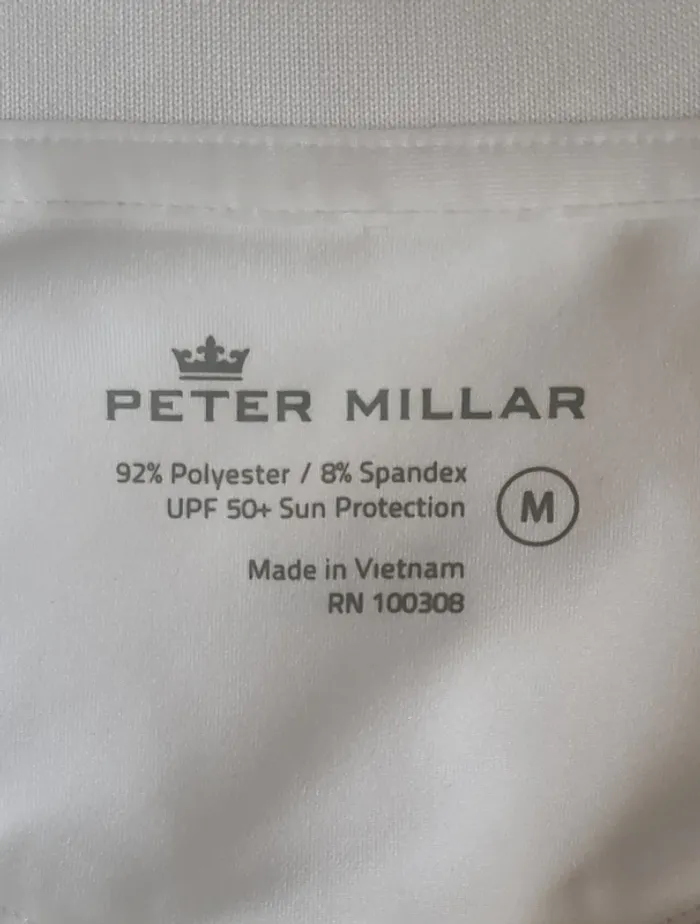 PETER MILLAR
92% Polyester / 8% Spandex
UPF 50+ Sun Protection
M
Made in Vietnam
RN 100308